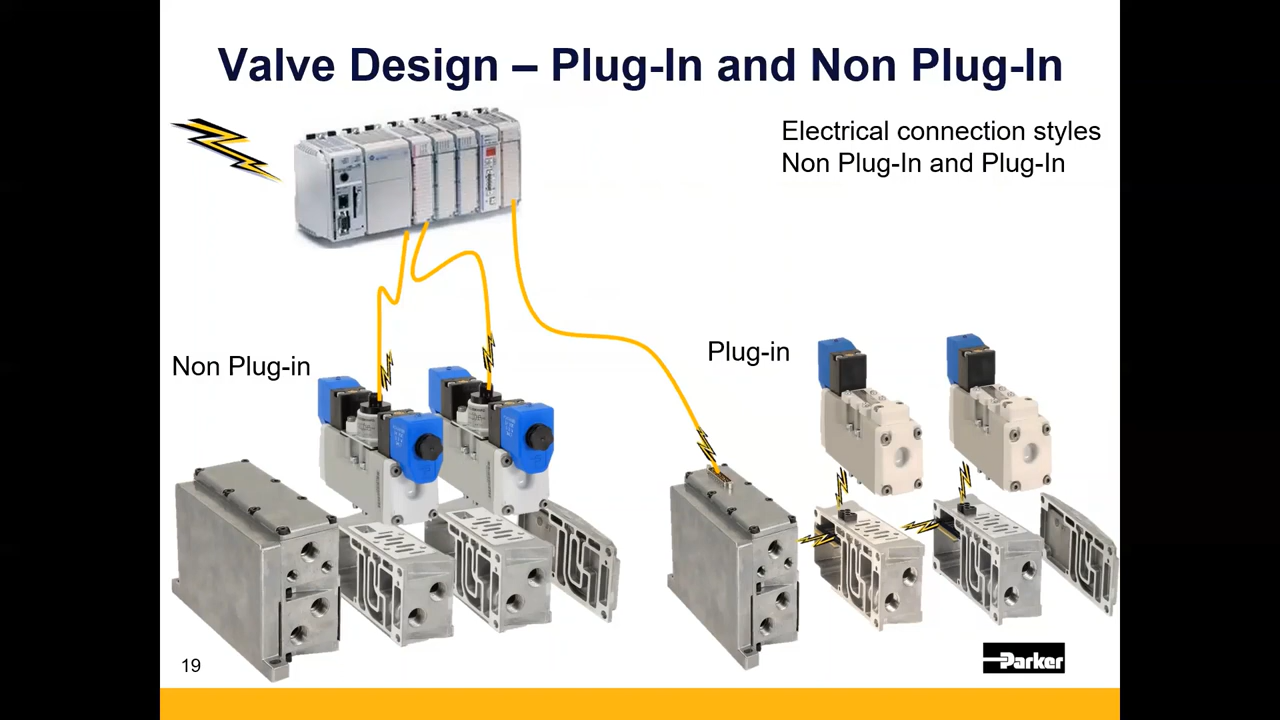 Valve Design – Plug-In and Non Plug-In
Electrical connection styles
Non Plug-In and Plug-In
Non Plug-in
Plug-in
19
Parker